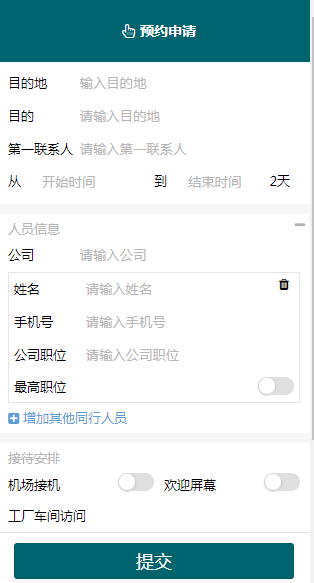 预约申请
目的地 输入目的地
目的 请输入目的地
第一联系人 请输入第一联系人
从 开始时间 到 结束时间 2天
人员信息
公司 请输入公司
姓名 请输入姓名
手机号 请输入手机号
公司职位 请输入公司职位
最高职位
增加其他同行人员
接待安排
机场接机 欢迎屏幕
工厂车间访问
提交